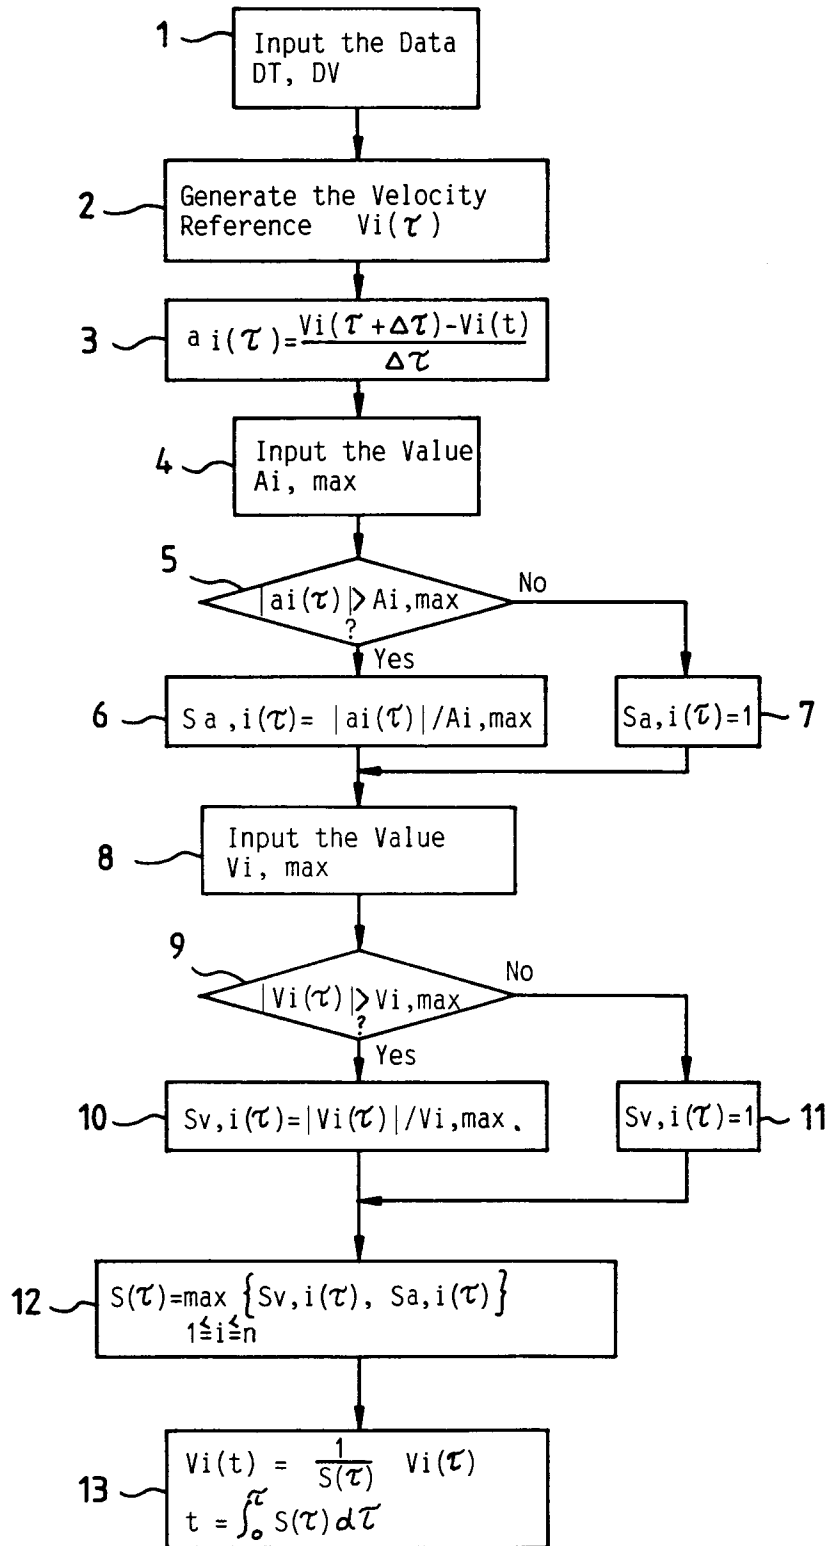 1
Input the Data
DT, DV
2
Generate the Velocity
Reference Vi(τ)
3
ai(τ)=Vi(τ+Δτ)-Vi(t)
Δτ
4
Input the Value
Ai, max
5
|ai(τ)|>Ai,max
?
No
Yes
6
Sa,i(τ)= |ai(τ)|/Ai,max
Sa,i(τ)=1
7
8
Input the Value
Vi, max
9
|Vi(τ)|>Vi,max
?
No
Yes
10
Sv,i(τ)=|Vi(τ)|/Vi,max.
Sv,i(τ)=1
11
12
S(τ)=max {Sv,i(τ), Sa,i(τ)}
1≦i≦n
13
Vi(t) = 1/S(τ) Vi(τ)
t =∫₀^τ S(τ)dτ